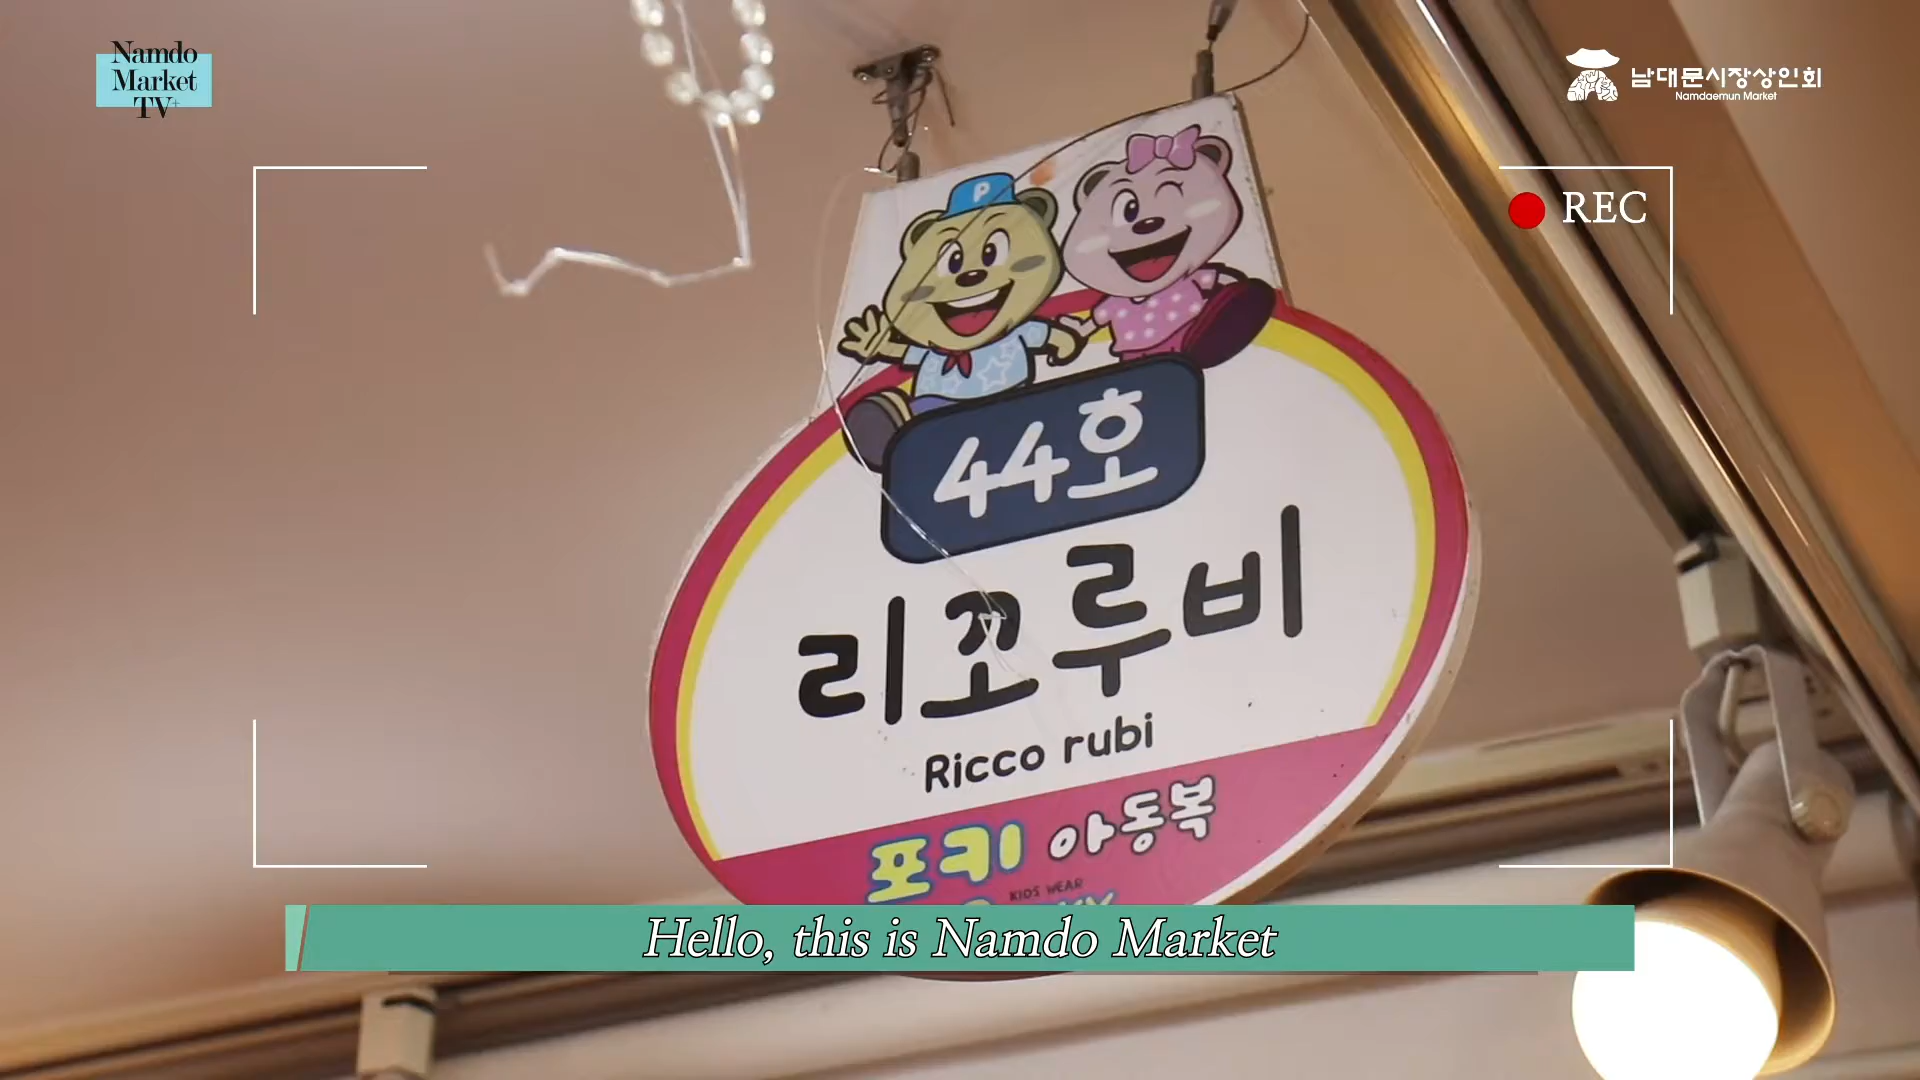 Namdo
Market
TV+
남대문시장상인회
Namdaemun Market
REC
P
44호
리꼬루비
Ricco rubi
포키 아동복
KIDS WEAR
Hello, this is Namdo Market